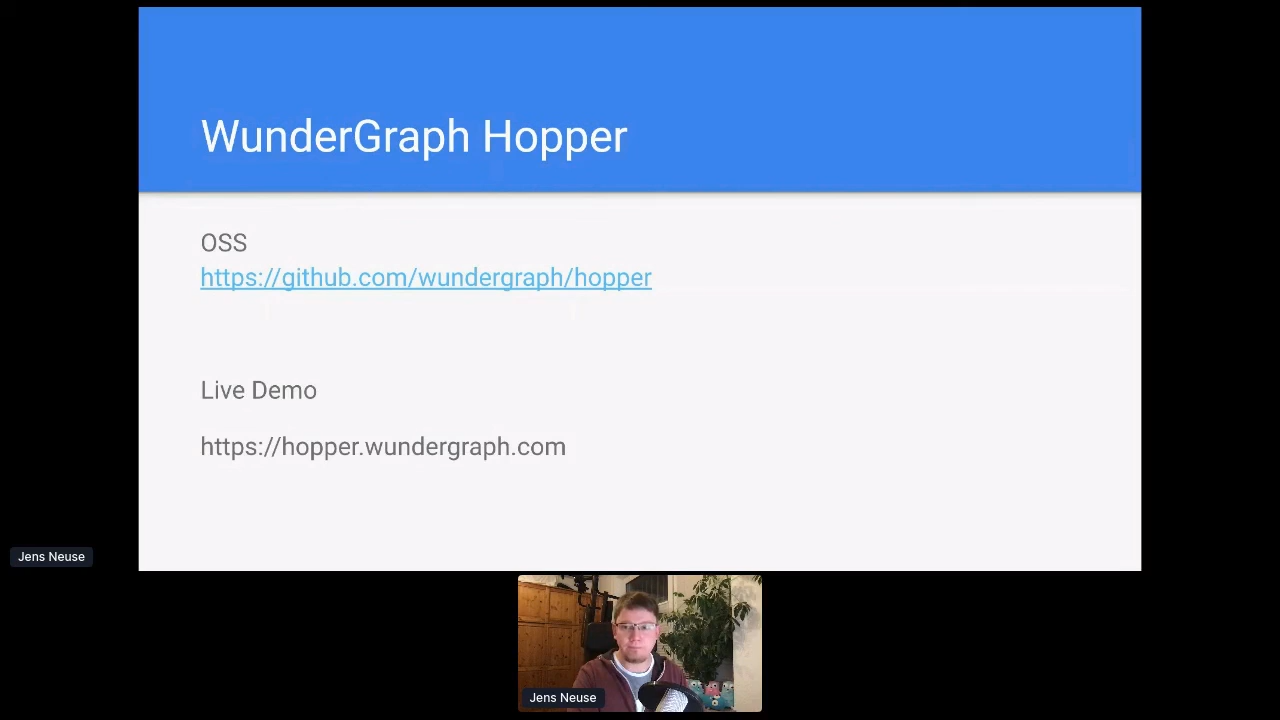 WunderGraph Hopper
OSS
https://github.com/wundergraph/hopper
Live Demo
https://hopper.wundergraph.com
Jens Neuse
Jens Neuse